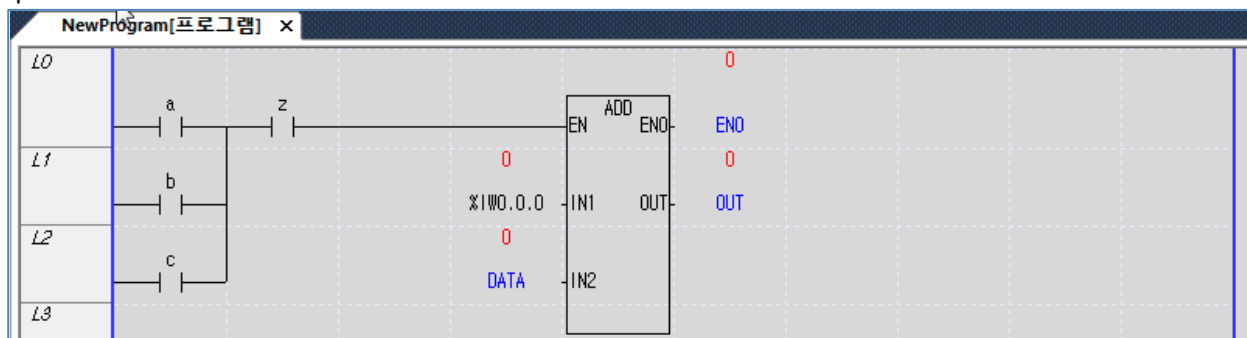 NewProgram[프로그램] ×
L0
0
a z ADD
EN ENO ENO
L1 0 0
b
%IW0.0.0 IN1 OUT OUT
L2 0
c
DATA IN2
L3